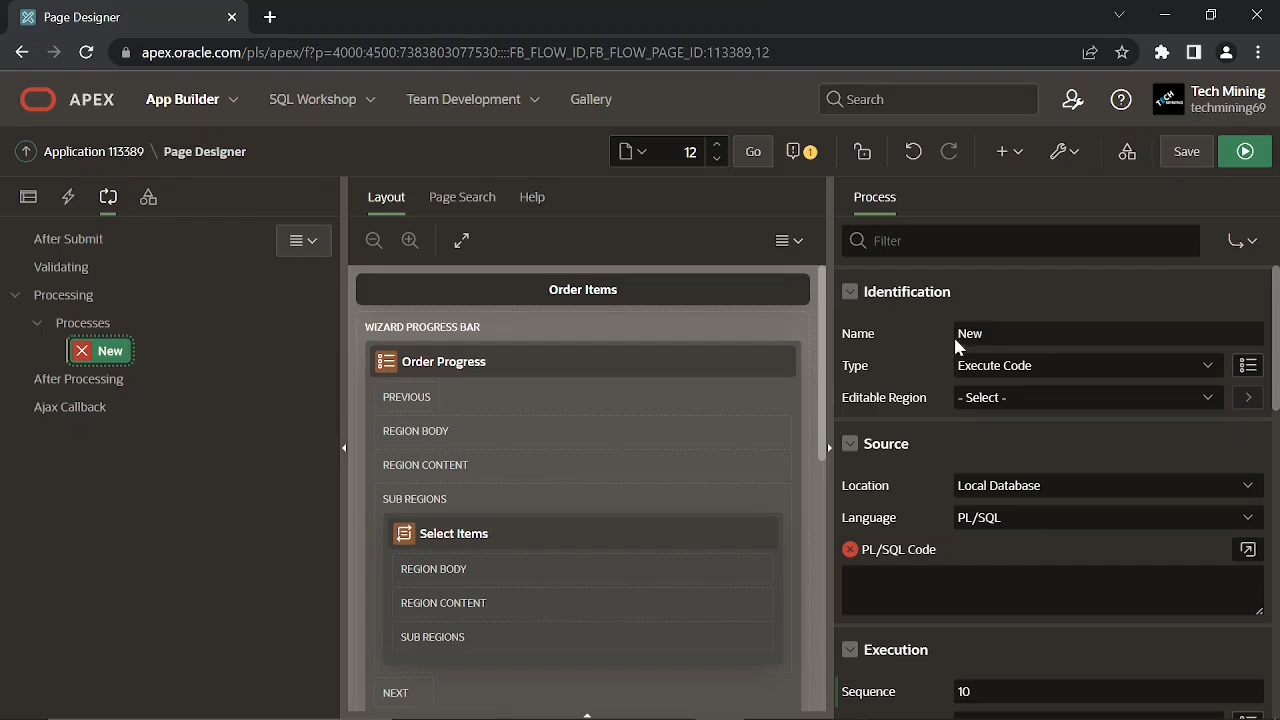 Page Designer
apex.oracle.com/pls/apex/f?p=4000:4500:7383803077530::::FB_FLOW_ID,FB_FLOW_PAGE_ID:113389,12
APEX App Builder SQL Workshop Team Development Gallery Search Tech Mining
techmining69
Application 113389 \ Page Designer 12 Go 1 Save
Layout Page Search Help Process
After Submit
Validating
Processing
Processes
New
After Processing
Ajax Callback
Order Items
WIZARD PROGRESS BAR
Order Progress
PREVIOUS
REGION BODY
REGION CONTENT
SUB REGIONS
Select Items
REGION BODY
REGION CONTENT
SUB REGIONS
NEXT
Filter
Identification
Name New
Type Execute Code
Editable Region - Select -
Source
Location Local Database
Language PL/SQL
PL/SQL Code
Execution
Sequence 10